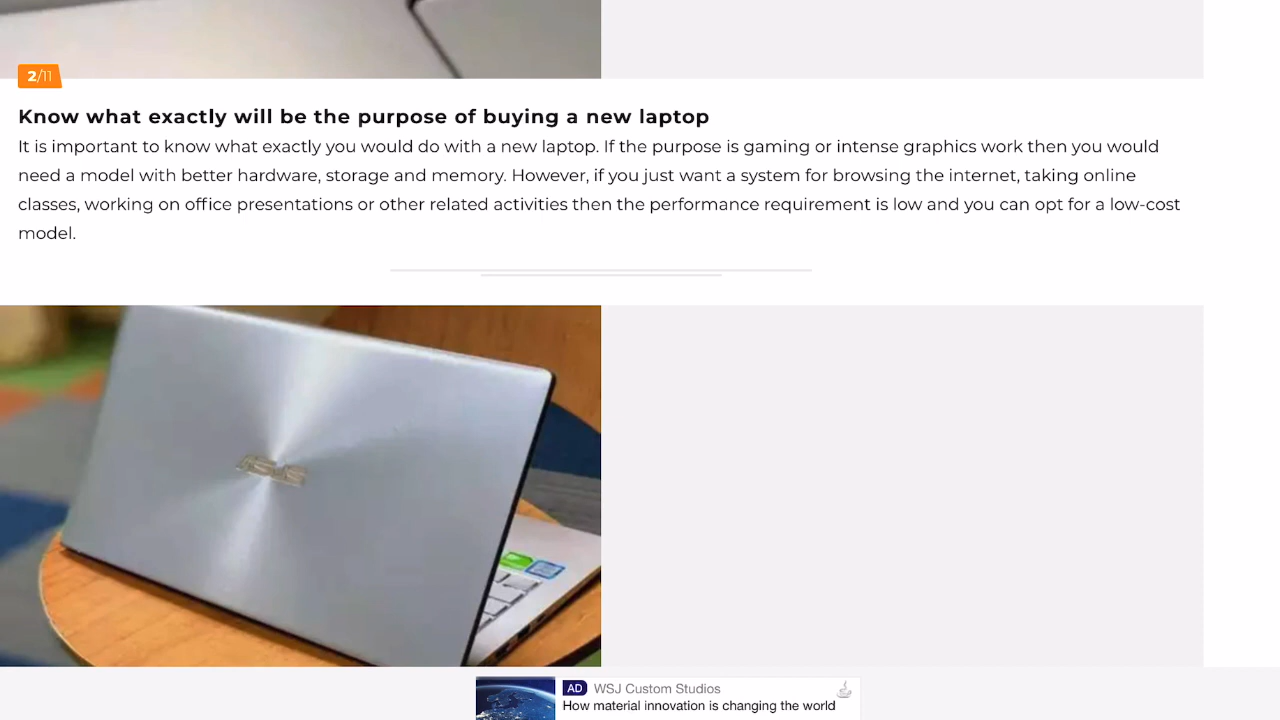 2/11
Know what exactly will be the purpose of buying a new laptop
It is important to know what exactly you would do with a new laptop. If the purpose is gaming or intense graphics work then you would
need a model with better hardware, storage and memory. However, if you just want a system for browsing the internet, taking online
classes, working on office presentations or other related activities then the performance requirement is low and you can opt for a low-cost
model.
ASUS
AD WSJ Custom Studios
How material innovation is changing the world